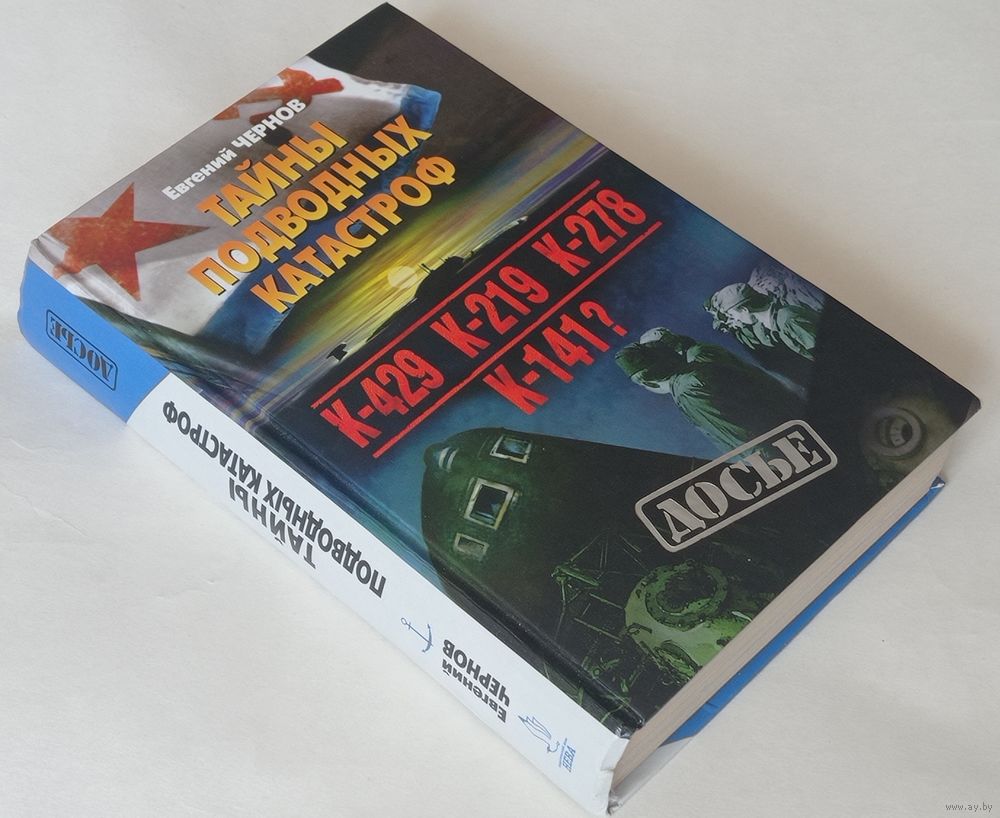 Евгений ЧЕРНОВ
ТАЙНЫ
ПОДВОДНЫХ
КАТАСТРОФ
К-429 К-219 К-278
К-141?
ДОСЬЕ
ДОСЬЕ
ТАЙНЫ
ПОДВОДНЫХ КАТАСТРОФ
Евгений
ЧЕРНОВ
НЕВА
www.ay.by